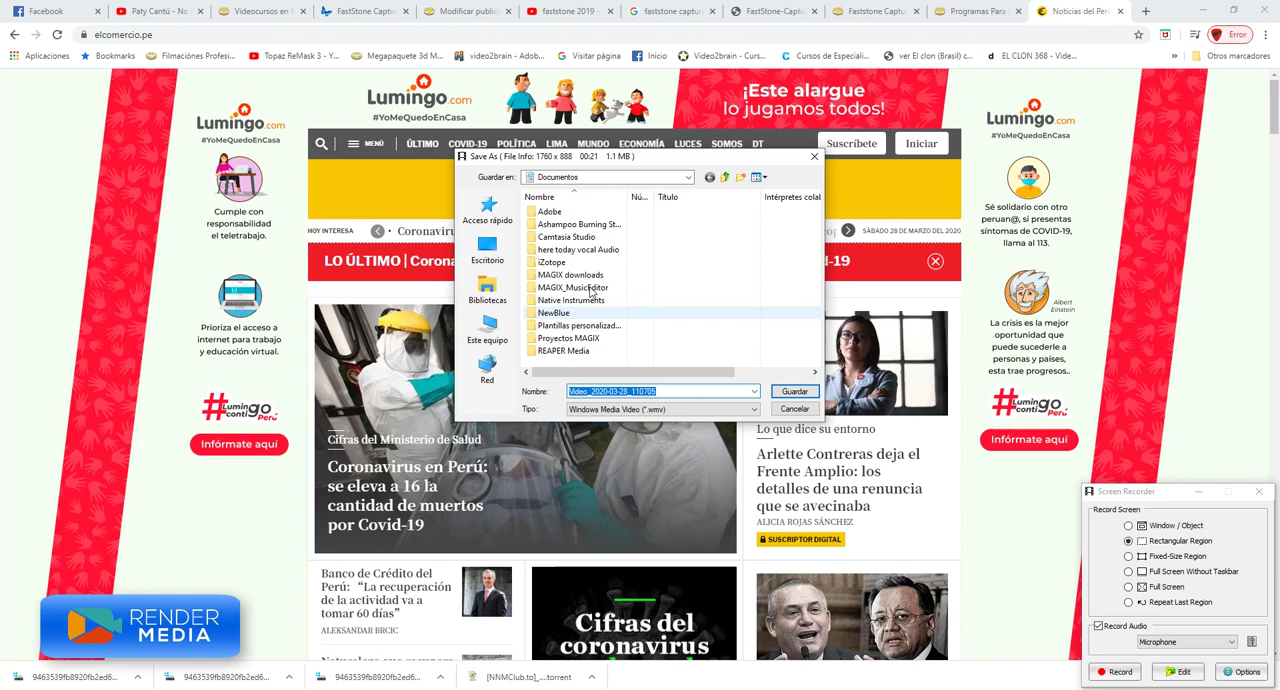 Facebook
Paty Cantú - No
Videocursos en
FastStone Captur
Modificar publica
faststone 2019 -
faststone captur
FastStone-Captu
Faststone Captu
Programas Para
Noticias del Perú
elcomercio.pe
Error
Aplicaciones
Bookmarks
Filmaciónes Profesi...
Topaz ReMask 3 - Y...
Megapaquete 3d M...
video2brain - Adob...
Visitar página
Inicio
Video2brain - Curs...
Cursos de Especiali...
ver El clon (Brasil) c...
EL CLON 368 - Vide...
Otros marcadores
Lumingo.com
#YoMeQuedoEnCasa
¡Este alargue
lo jugamos todos!
Lumingo.com
#YoMeQuedoEnCasa
Cumple con
responsabilidad
el teletrabajo.
Prioriza el acceso a
internet para trabajo
y educación virtual.
#Lumingo
contigo
Perú
Infórmate aquí
MENÚ
ÚLTIMO
COVID-19
POLÍTICA
LIMA
MUNDO
ECONOMÍA
LUCES
SOMOS
DT
Suscríbete
Iniciar
HOY INTERESA
Coronaviru
SÁBADO 28 DE MARZO DEL 2020
LO ÚLTIMO | Corona
-19
Save As ( File Info: 1760 x 888 00:21 1.1 MB )
Guardar en:
Documentos
Acceso rápido
Escritorio
Bibliotecas
Este equipo
Red
Nombre
Nú...
Título
Intérpretes colal
Adobe
Ashampoo Burning St...
Camtasia Studio
here today vocal Audio
iZotope
MAGIX downloads
MAGIX_MusicEditor
Native Instruments
NewBlue
Plantillas personalizad...
Proyectos MAGIX
REAPER Media
Nombre:
Video_2020-03-28_110705
Guardar
Tipo:
Windows Media Video (*.wmv)
Cancelar
Cifras del Ministerio de Salud
Coronavirus en Perú:
se eleva a 16 la
cantidad de muertos
por Covid-19
Lo que dice su entorno
Arlette Contreras deja el
Frente Amplio: los
detalles de una renuncia
que se avecinaba
ALICIA ROJAS SÁNCHEZ
SUSCRIPTOR DIGITAL
Banco de Crédito del
Perú: “La recuperación
de la actividad va a
tomar 60 días”
ALEKSANDAR BRCIC
Cifras del
coronavirus
Lumingo.com
#YoMeQuedoEnCasa
Sé solidario con otro
peruan@, si presentas
síntomas de COVID-19,
llama al 113.
Albert
Einstein
La crisis es la mejor
oportunidad que
puede sucederle a
personas y países,
esta trae progresos..
#Lumingo
contigo
Perú
Infórmate aquí
Screen Recorder
Record Screen
Window / Object
Rectangular Region
Fixed-Size Region
Full Screen Without Taskbar
Full Screen
Repeat Last Region
Record Audio
Microphone
Record
Edit
Options
RENDER
MEDIA
9463539fb8920fb2ed6...
9463539fb8920fb2ed6...
9463539fb8920fb2ed6...
[NNMClub.to]_....torrent